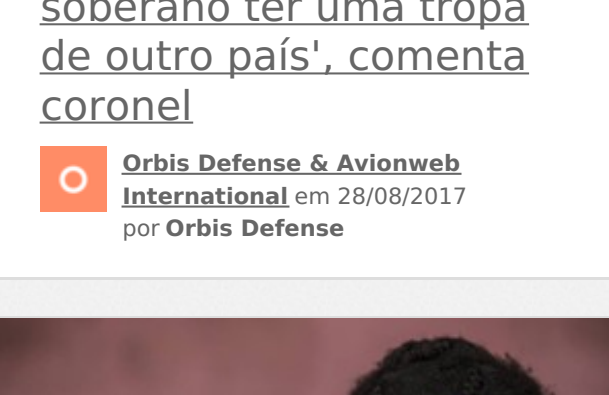 soberano ter uma tropa
de outro país', comenta
coronel
Orbis Defense & Avionweb
International em 28/08/2017
por Orbis Defense